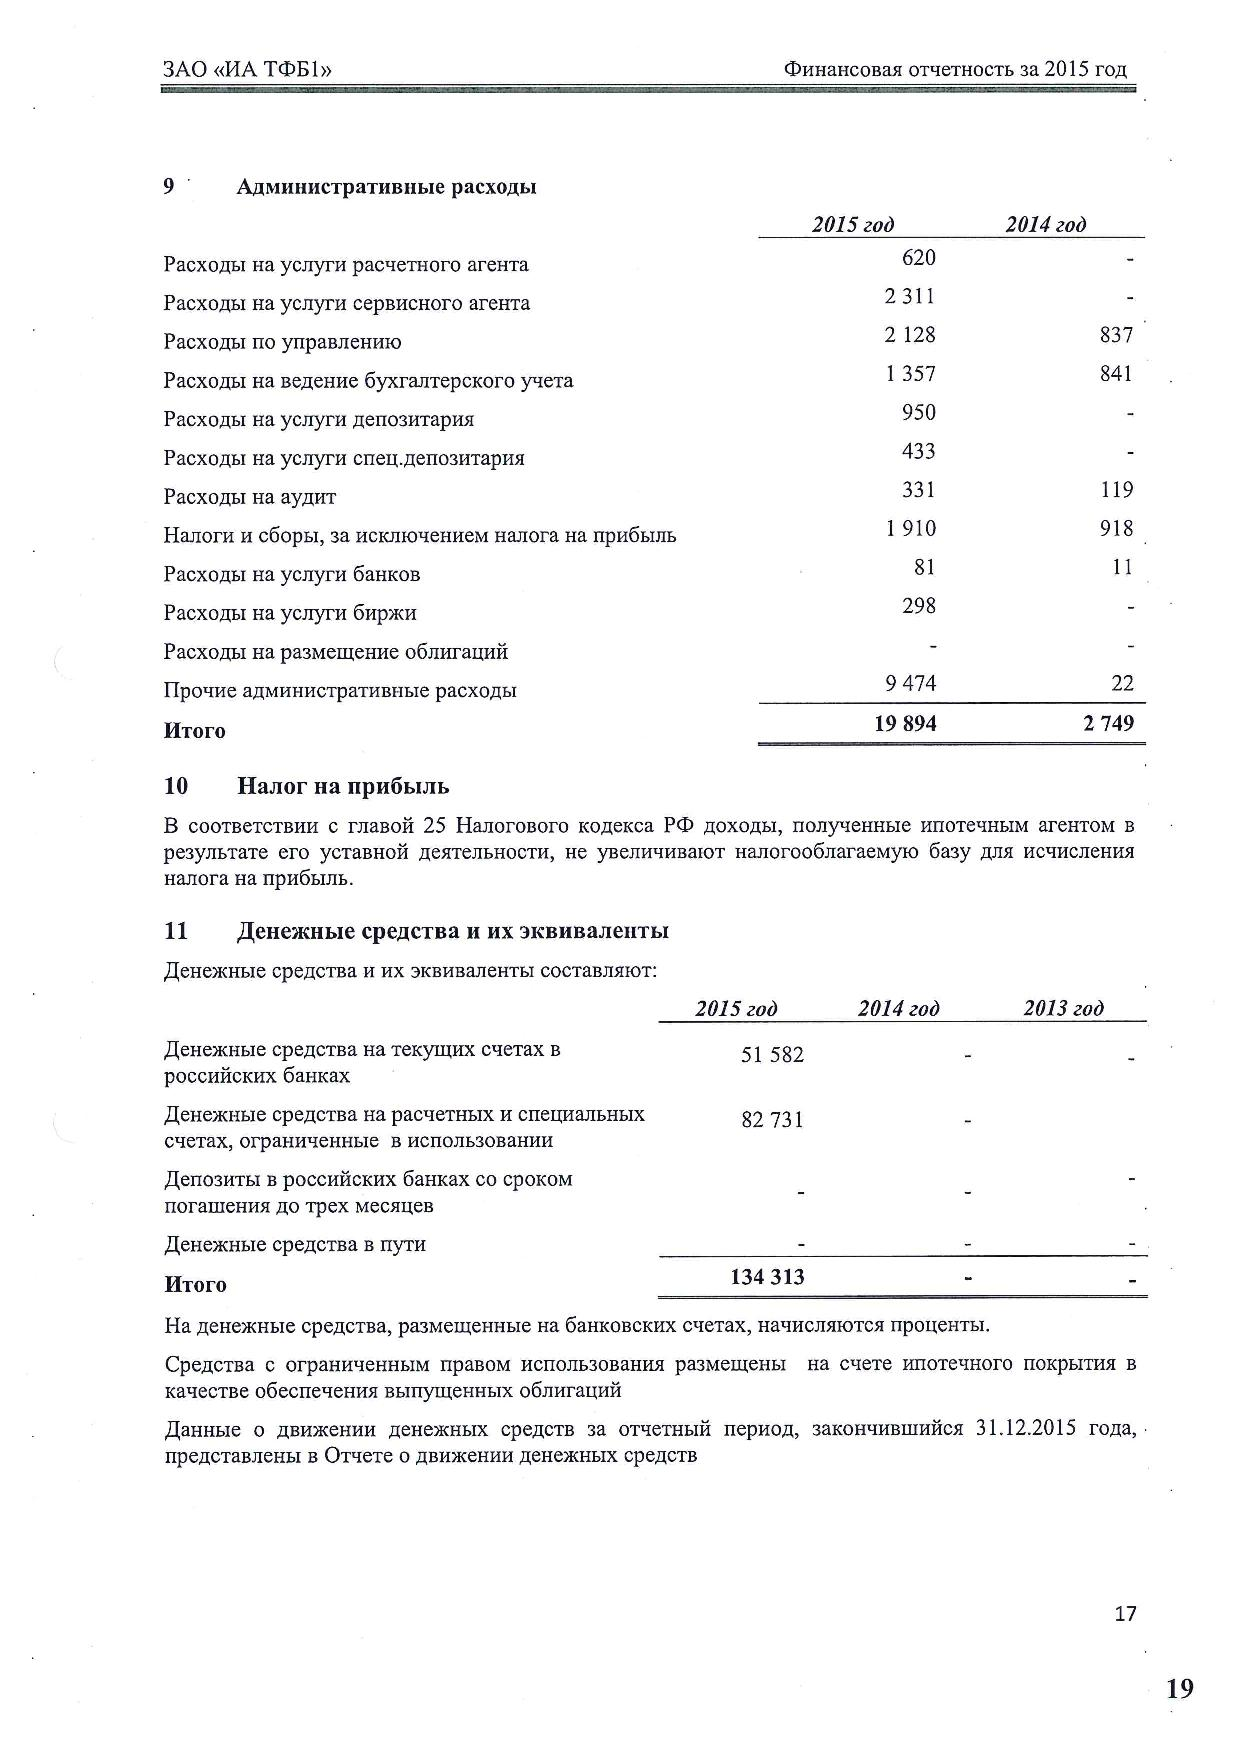 ЗАО «ИА ТФБ1» Финансовая отчетность за 2015 год
9 Административные расходы
2015 год 2014 год
Расходы на услуги расчетного агента 620 -
Расходы на услуги сервисного агента 2 311 -
Расходы по управлению 2 128 837
Расходы на ведение бухгалтерского учета 1 357 841
Расходы на услуги депозитария 950 -
Расходы на услуги спец.депозитария 433 -
Расходы на аудит 331 119
Налоги и сборы, за исключением налога на прибыль 1 910 918
Расходы на услуги банков 81 11
Расходы на услуги биржи 298 -
Расходы на размещение облигаций - -
Прочие административные расходы 9 474 22
Итого 19 894 2 749
10 Налог на прибыль
В соответствии с главой 25 Налогового кодекса РФ доходы, полученные ипотечным агентом в
результате его уставной деятельности, не увеличивают налогооблагаемую базу для исчисления
налога на прибыль.
11 Денежные средства и их эквиваленты
Денежные средства и их эквиваленты составляют:
2015 год 2014 год 2013 год
Денежные средства на текущих счетах в 51 582 - -
российских банках
Денежные средства на расчетных и специальных 82 731 -
счетах, ограниченные в использовании
Депозиты в российских банках со сроком - - -
погашения до трех месяцев
Денежные средства в пути - - -
Итого 134 313 - -
На денежные средства, размещенные на банковских счетах, начисляются проценты.
Средства с ограниченным правом использования размещены на счете ипотечного покрытия в
качестве обеспечения выпущенных облигаций
Данные о движении денежных средств за отчетный период, закончившийся 31.12.2015 года,
представлены в Отчете о движении денежных средств
17
19